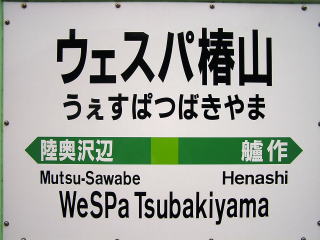 ウェスパ椿山
うぇすぱつばきやま
陸奥沢辺 艫作
Mutsu-Sawabe Henashi
WeSPa Tsubakiyama